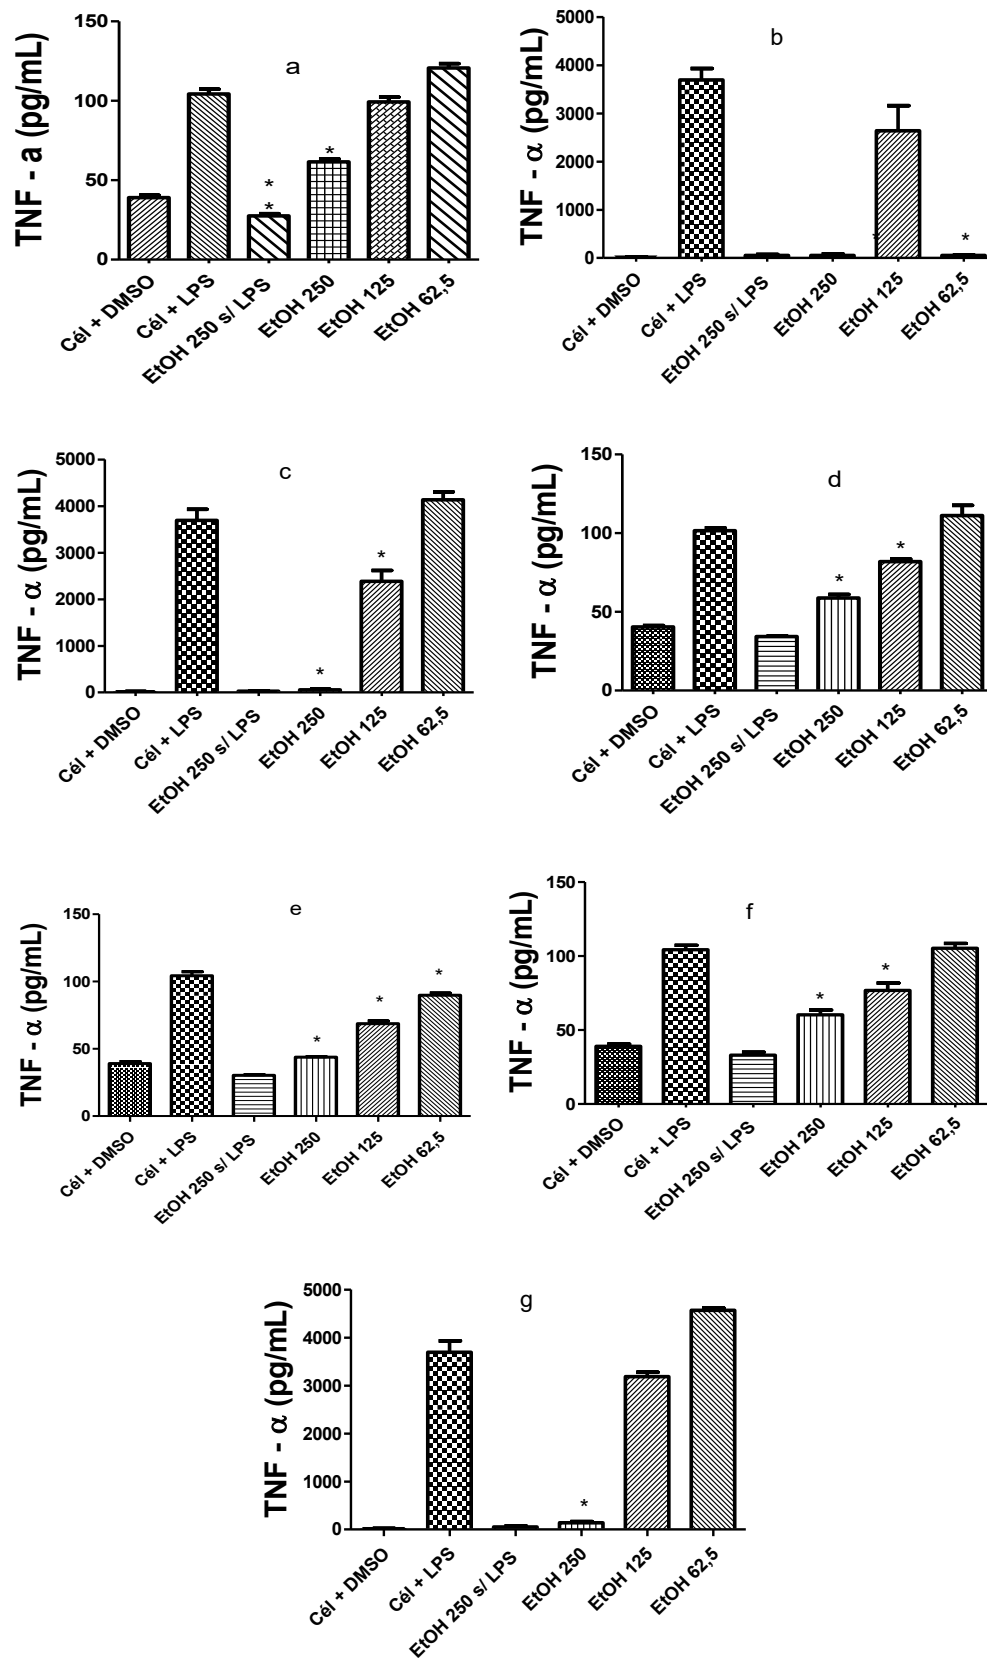 a
TNF - a (pg/mL)
150
100
50
0
*
*
*
Cél + DMSO
Cél + LPS
EtOH 250 s/ LPS
EtOH 250
EtOH 125
EtOH 62,5
b
TNF - α (pg/mL)
5000
4000
3000
2000
1000
0
*
Cél + DMSO
Cél + LPS
EtOH 250 s/ LPS
EtOH 250
EtOH 125
EtOH 62,5
c
TNF - α (pg/mL)
5000
4000
3000
2000
1000
0
*
*
Cél + DMSO
Cél + LPS
EtOH 250 s/ LPS
EtOH 250
EtOH 125
EtOH 62,5
d
TNF - α (pg/mL)
150
100
50
0
*
*
Cél + DMSO
Cél + LPS
EtOH 250 s/ LPS
EtOH 250
EtOH 125
EtOH 62,5
e
TNF - α (pg/mL)
150
100
50
0
*
*
*
Cél + DMSO
Cél + LPS
EtOH 250 s/ LPS
EtOH 250
EtOH 125
EtOH 62,5
f
TNF - α (pg/mL)
150
100
50
0
*
*
Cél + DMSO
Cél + LPS
EtOH 250 s/ LPS
EtOH 250
EtOH 125
EtOH 62,5
g
TNF - α (pg/mL)
5000
4000
3000
2000
1000
0
*
Cél + DMSO
Cél + LPS
EtOH 250 s/ LPS
EtOH 250
EtOH 125
EtOH 62,5